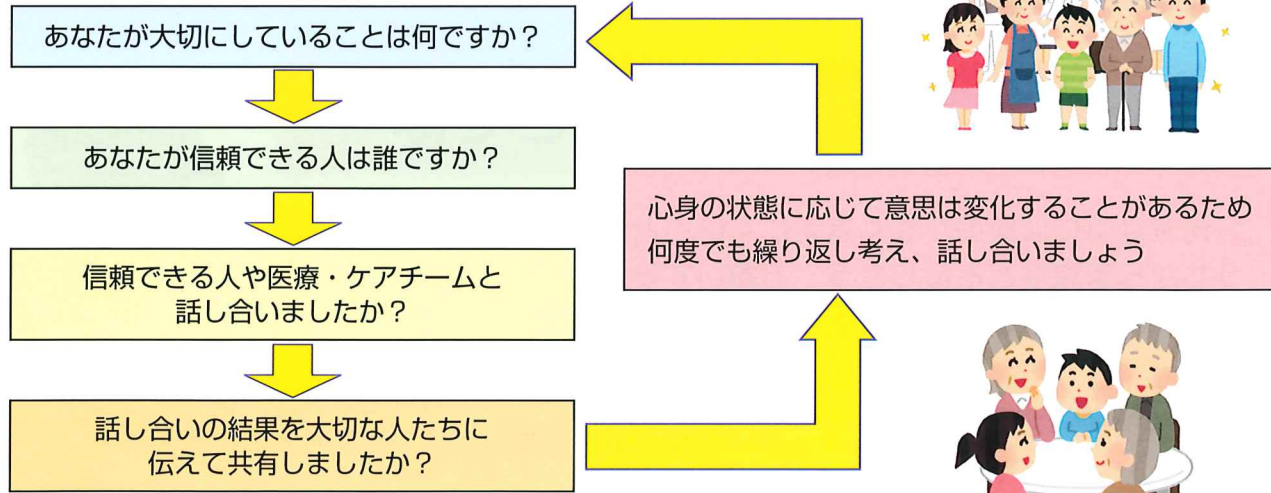 あなたが大切にしていることは何ですか？
あなたが信頼できる人は誰ですか？
信頼できる人や医療・ケアチームと
話し合いましたか？
話し合いの結果を大切な人たちに
伝えて共有しましたか？
心身の状態に応じて意思は変化することがあるため
何度でも繰り返し考え、話し合いましょう